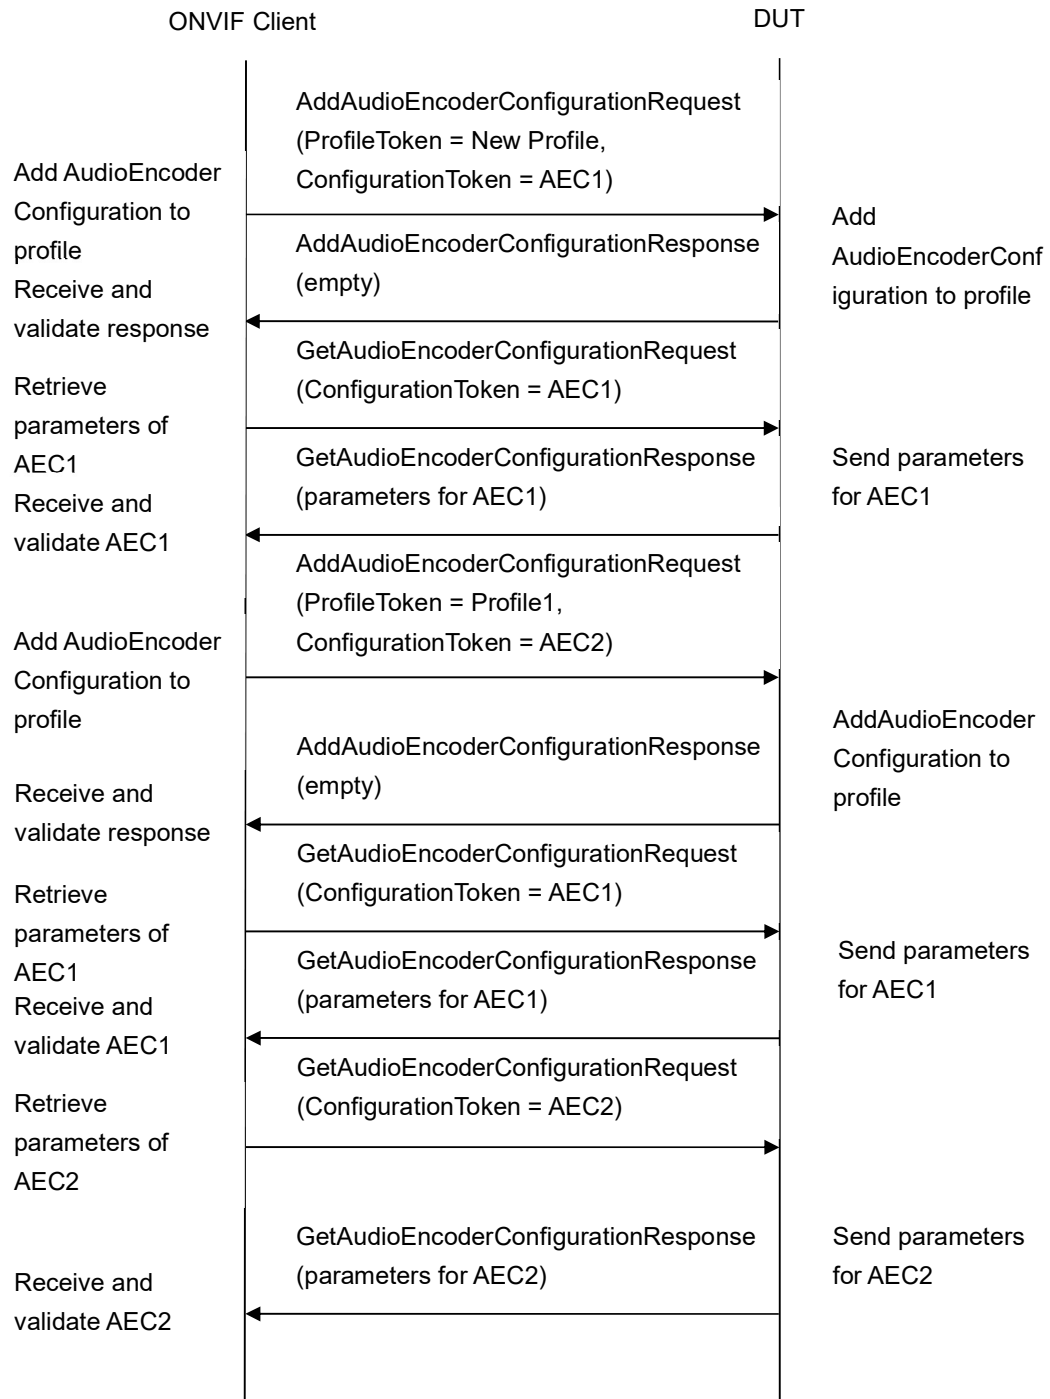 ONVIF Client
DUT
AddAudioEncoderConfigurationRequest
(ProfileToken = New Profile,
ConfigurationToken = AEC1)
Add AudioEncoder
Configuration to
profile
Add
AudioEncoderConf
iguration to profile
AddAudioEncoderConfigurationResponse
(empty)
Receive and
validate response
GetAudioEncoderConfigurationRequest
(ConfigurationToken = AEC1)
Retrieve
parameters of
AEC1
GetAudioEncoderConfigurationResponse
(parameters for AEC1)
Send parameters
for AEC1
Receive and
validate AEC1
AddAudioEncoderConfigurationRequest
(ProfileToken = Profile1,
ConfigurationToken = AEC2)
Add AudioEncoder
Configuration to
profile
AddAudioEncoder
Configuration to
profile
AddAudioEncoderConfigurationResponse
(empty)
Receive and
validate response
GetAudioEncoderConfigurationRequest
(ConfigurationToken = AEC1)
Retrieve
parameters of
AEC1
GetAudioEncoderConfigurationResponse
(parameters for AEC1)
Send parameters
for AEC1
Receive and
validate AEC1
GetAudioEncoderConfigurationRequest
(ConfigurationToken = AEC2)
Retrieve
parameters of
AEC2
GetAudioEncoderConfigurationResponse
(parameters for AEC2)
Send parameters
for AEC2
Receive and
validate AEC2